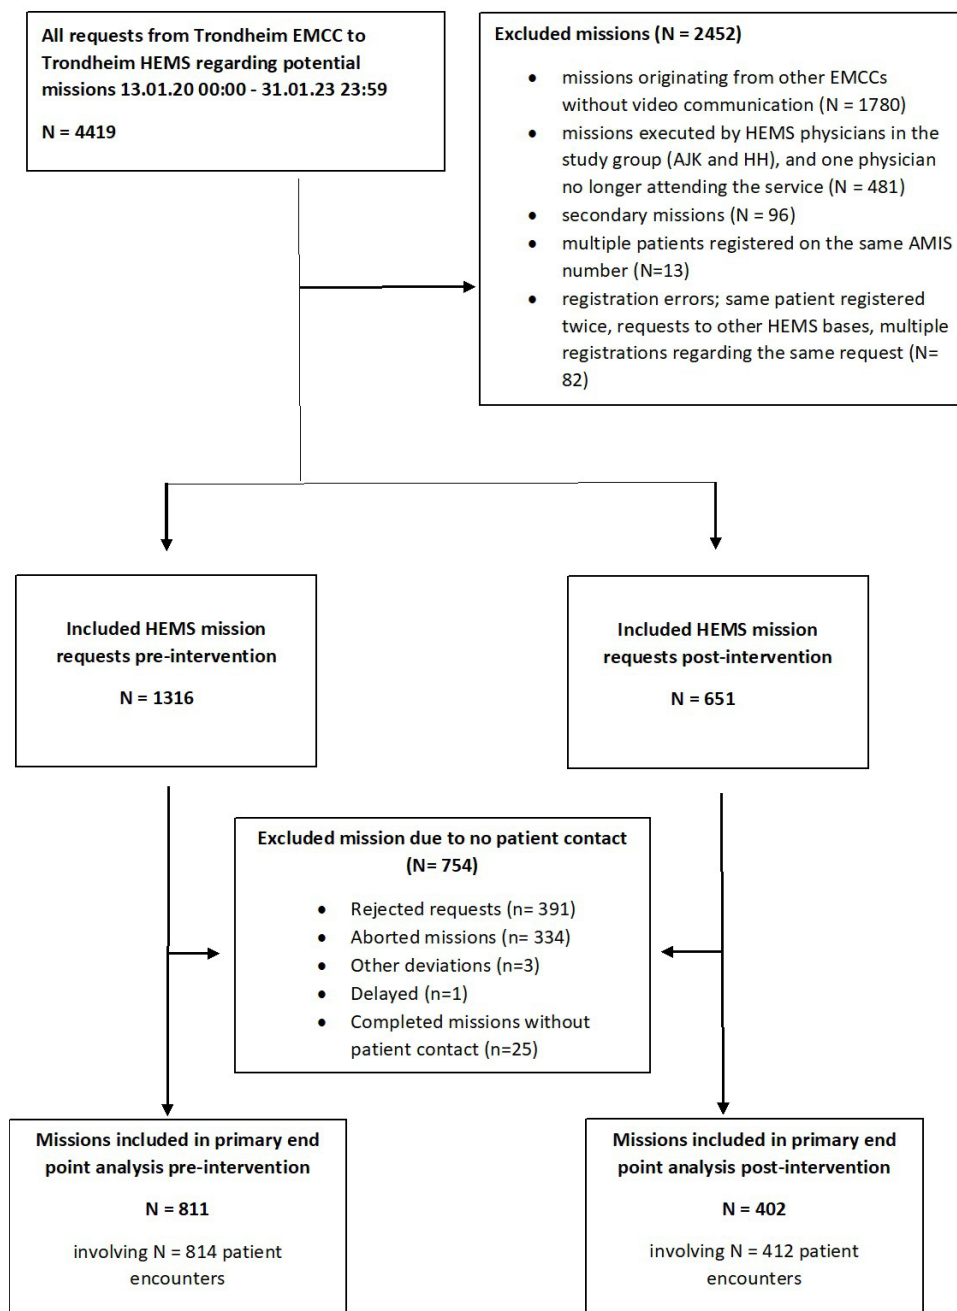 All requests from Trondheim EMCC to
Trondheim HEMS regarding potential
missions 13.01.20 00:00 - 31.01.23 23:59
N = 4419
Excluded missions (N = 2452)
• missions originating from other EMCCs
without video communication (N = 1780)
• missions executed by HEMS physicians in the
study group (AJK and HH), and one physician
no longer attending the service (N = 481)
• secondary missions (N = 96)
• multiple patients registered on the same AMIS
number (N=13)
• registration errors; same patient registered
twice, requests to other HEMS bases, multiple
registrations regarding the same request (N=
82)
Included HEMS mission
requests pre-intervention
N = 1316
Included HEMS mission
requests post-intervention
N = 651
Excluded mission due to no patient contact
(N= 754)
• Rejected requests (n= 391)
• Aborted missions (n= 334)
• Other deviations (n=3)
• Delayed (n=1)
• Completed missions without
patient contact (n=25)
Missions included in primary end
point analysis pre-intervention
N = 811
involving N = 814 patient
encounters
Missions included in primary end
point analysis post-intervention
N = 402
involving N = 412 patient
encounters